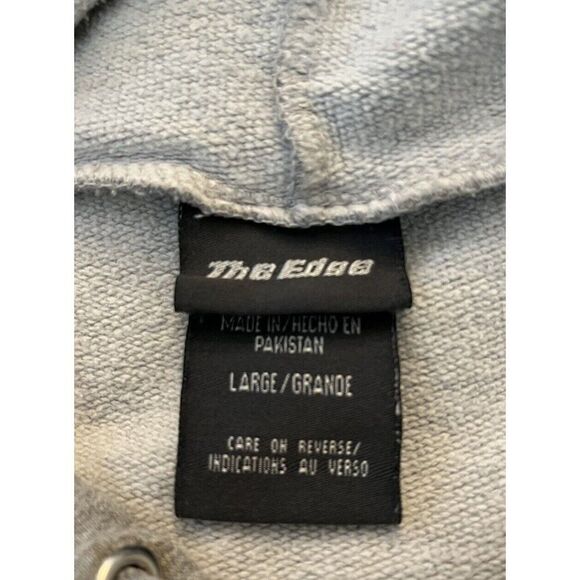 The Edge
MADE IN/HECHO EN
PAKISTAN
LARGE/GRANDE
CARE ON REVERSE/
INDICATIONS AU VERSO